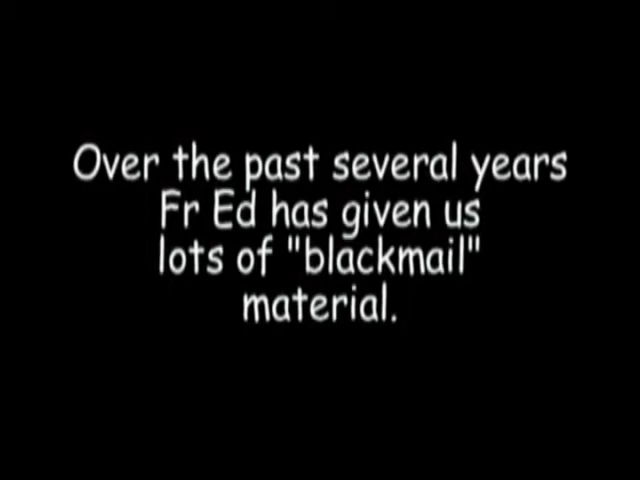 Over the past several years
Fr Ed has given us
lots of "blackmail"
material.